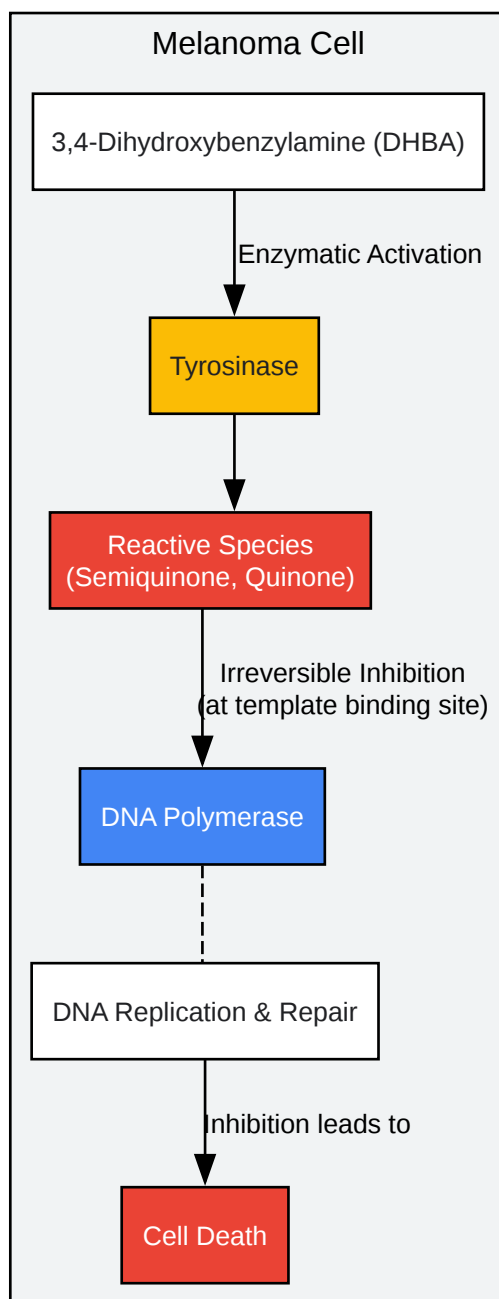 Melanoma Cell
3,4-Dihydroxybenzylamine (DHBA)
Enzymatic Activation
Tyrosinase
Reactive Species
(Semiquinone, Quinone)
Irreversible Inhibition
(at template binding site)
DNA Polymerase
DNA Replication & Repair
Inhibition leads to
Cell Death